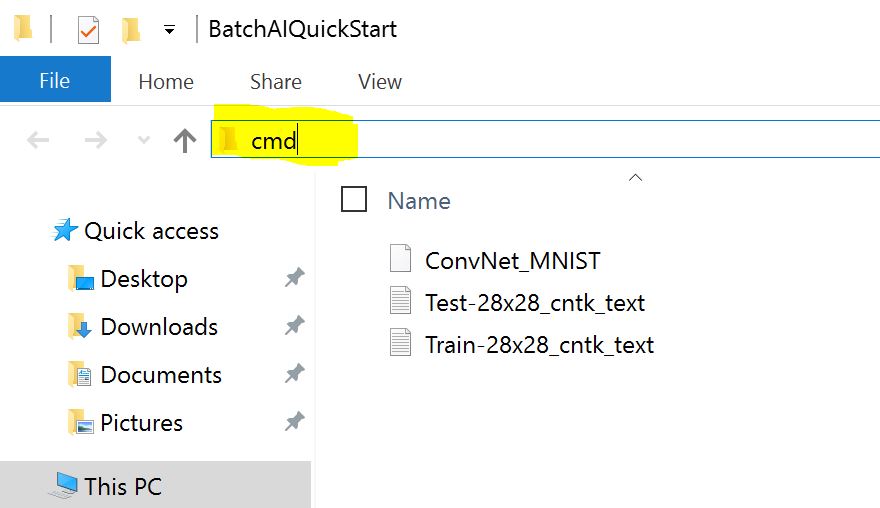 BatchAIQuickStart
File Home Share View
cmd
Name
Quick access
Desktop
Downloads
Documents
Pictures
This PC
ConvNet_MNIST
Test-28x28_cntk_text
Train-28x28_cntk_text